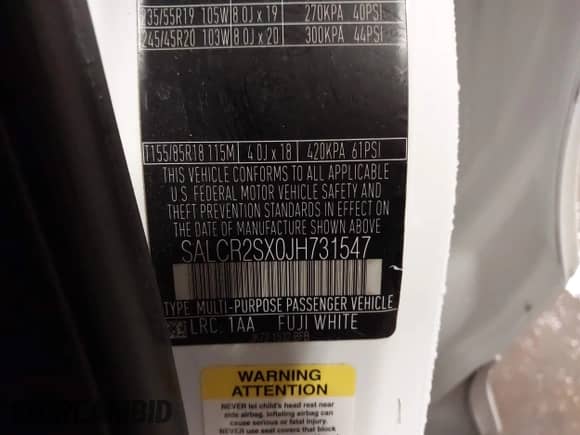 235/55R19 105W 8.0J x 19 270KPA 40PSI
245/45R20 103W 8.0J x 20 300KPA 44PSI
T155/85R18 115M 4.0J x 18 420KPA 61PSI
THIS VEHICLE CONFORMS TO ALL APPLICABLE
U.S. FEDERAL MOTOR VEHICLE SAFETY AND
THEFT PREVENTION STANDARDS IN EFFECT ON
THE DATE OF MANUFACTURE SHOWN ABOVE
SALCR2SX0JH731547
TYPE: MULTI-PURPOSE PASSENGER VEHICLE
LRC: 1AA FUJI WHITE
WARNING
ATTENTION
NEVER let child's head rest near
side airbag. Inflating airbag can
cause serious or fatal injury.
NEVER use seat covers that block